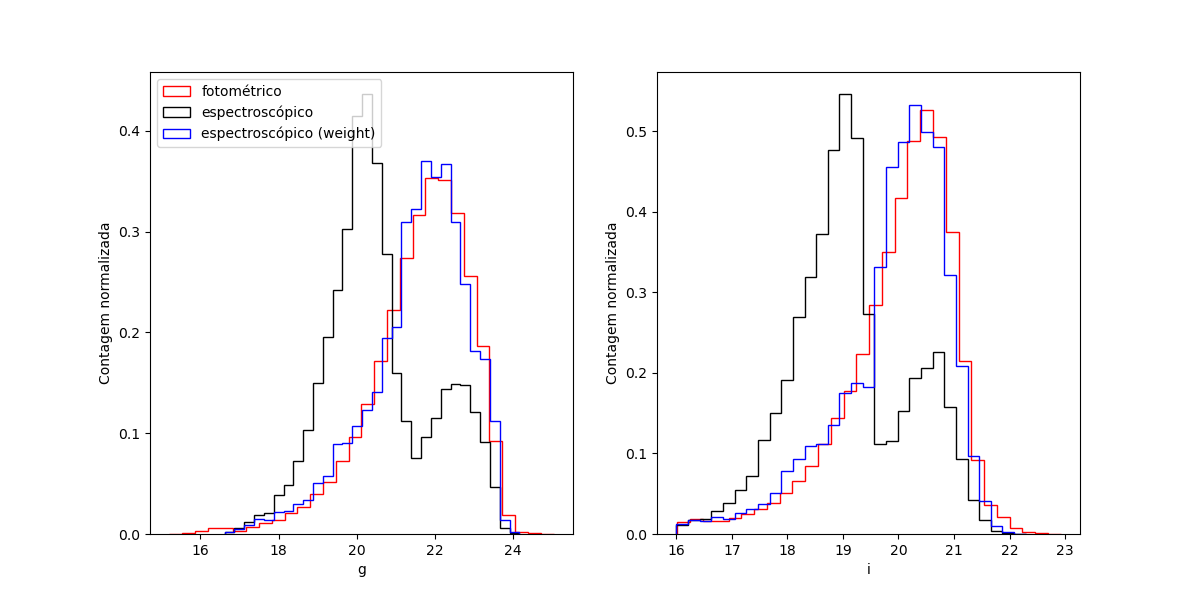 fotométrico
espectroscópico
espectroscópico (weight)
Contagem normalizada
0.4
0.3
0.2
0.1
0.0
16 18 20 22 24
g
Contagem normalizada
0.5
0.4
0.3
0.2
0.1
0.0
16 17 18 19 20 21 22 23
i